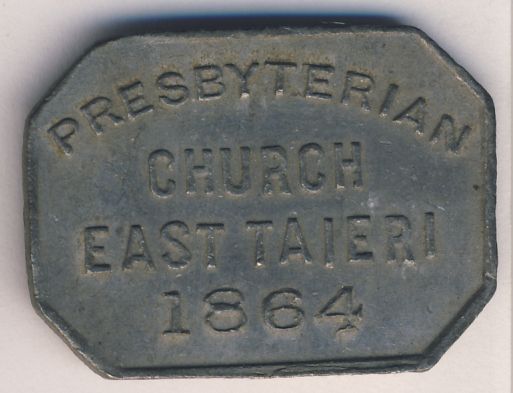 PRESBYTERIAN
CHURCH
EAST TAIERI
1864